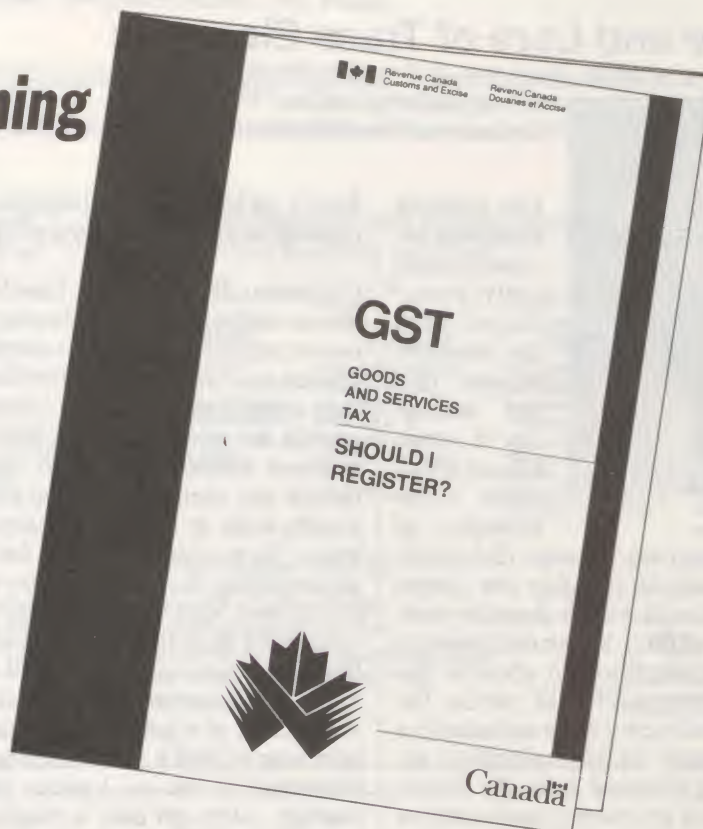 ning
Revenue Canada
Customs and Excise
Revenu Canada
Douanes et Accise
GST
GOODS
AND SERVICES
TAX
SHOULD I
REGISTER?
Canada